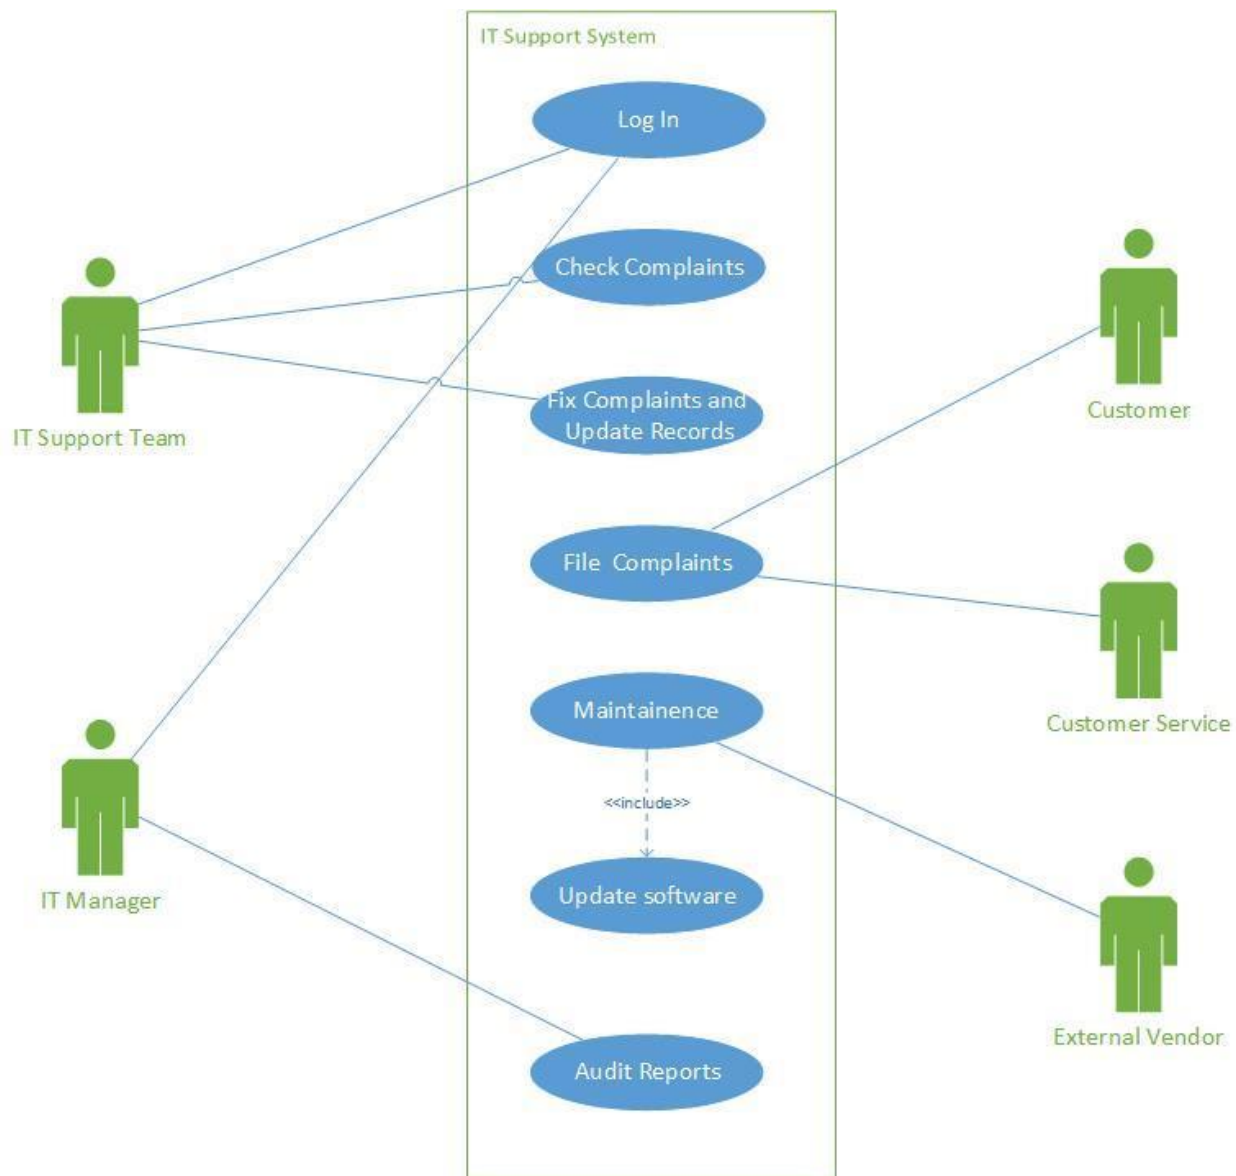 IT Support System
Log In
Check Complaints
Fix Complaints and
Update Records
File  Complaints
Maintainence
<<include>>
Update software
Audit Reports
IT Support Team
IT Manager
Customer
Customer Service
External Vendor